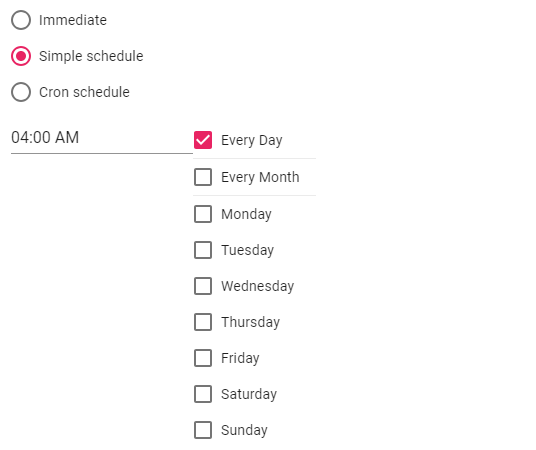 Immediate
Simple schedule
Cron schedule
04:00 AM
Every Day
Every Month
Monday
Tuesday
Wednesday
Thursday
Friday
Saturday
Sunday